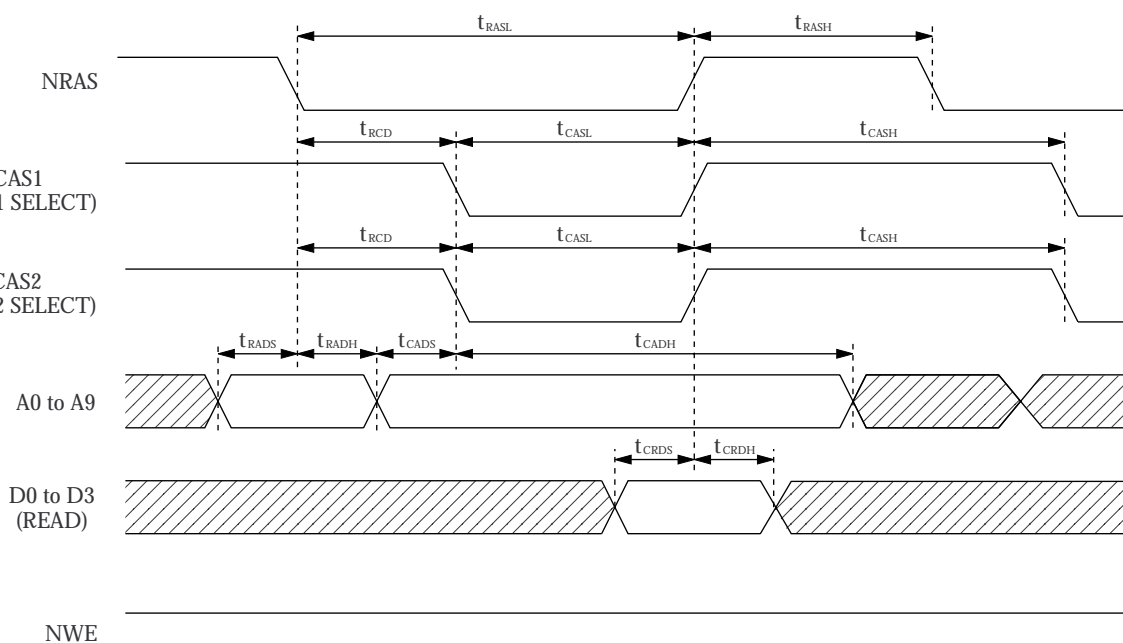 tRASL tRASH
NRAS
tRCD tCASL tCASH
CAS1
1 SELECT)
tRCD tCASL tCASH
CAS2
2 SELECT)
tRADS tRADH tCADS tCADH
A0 to A9
tCRDS tCRDH
D0 to D3
(READ)
NWE